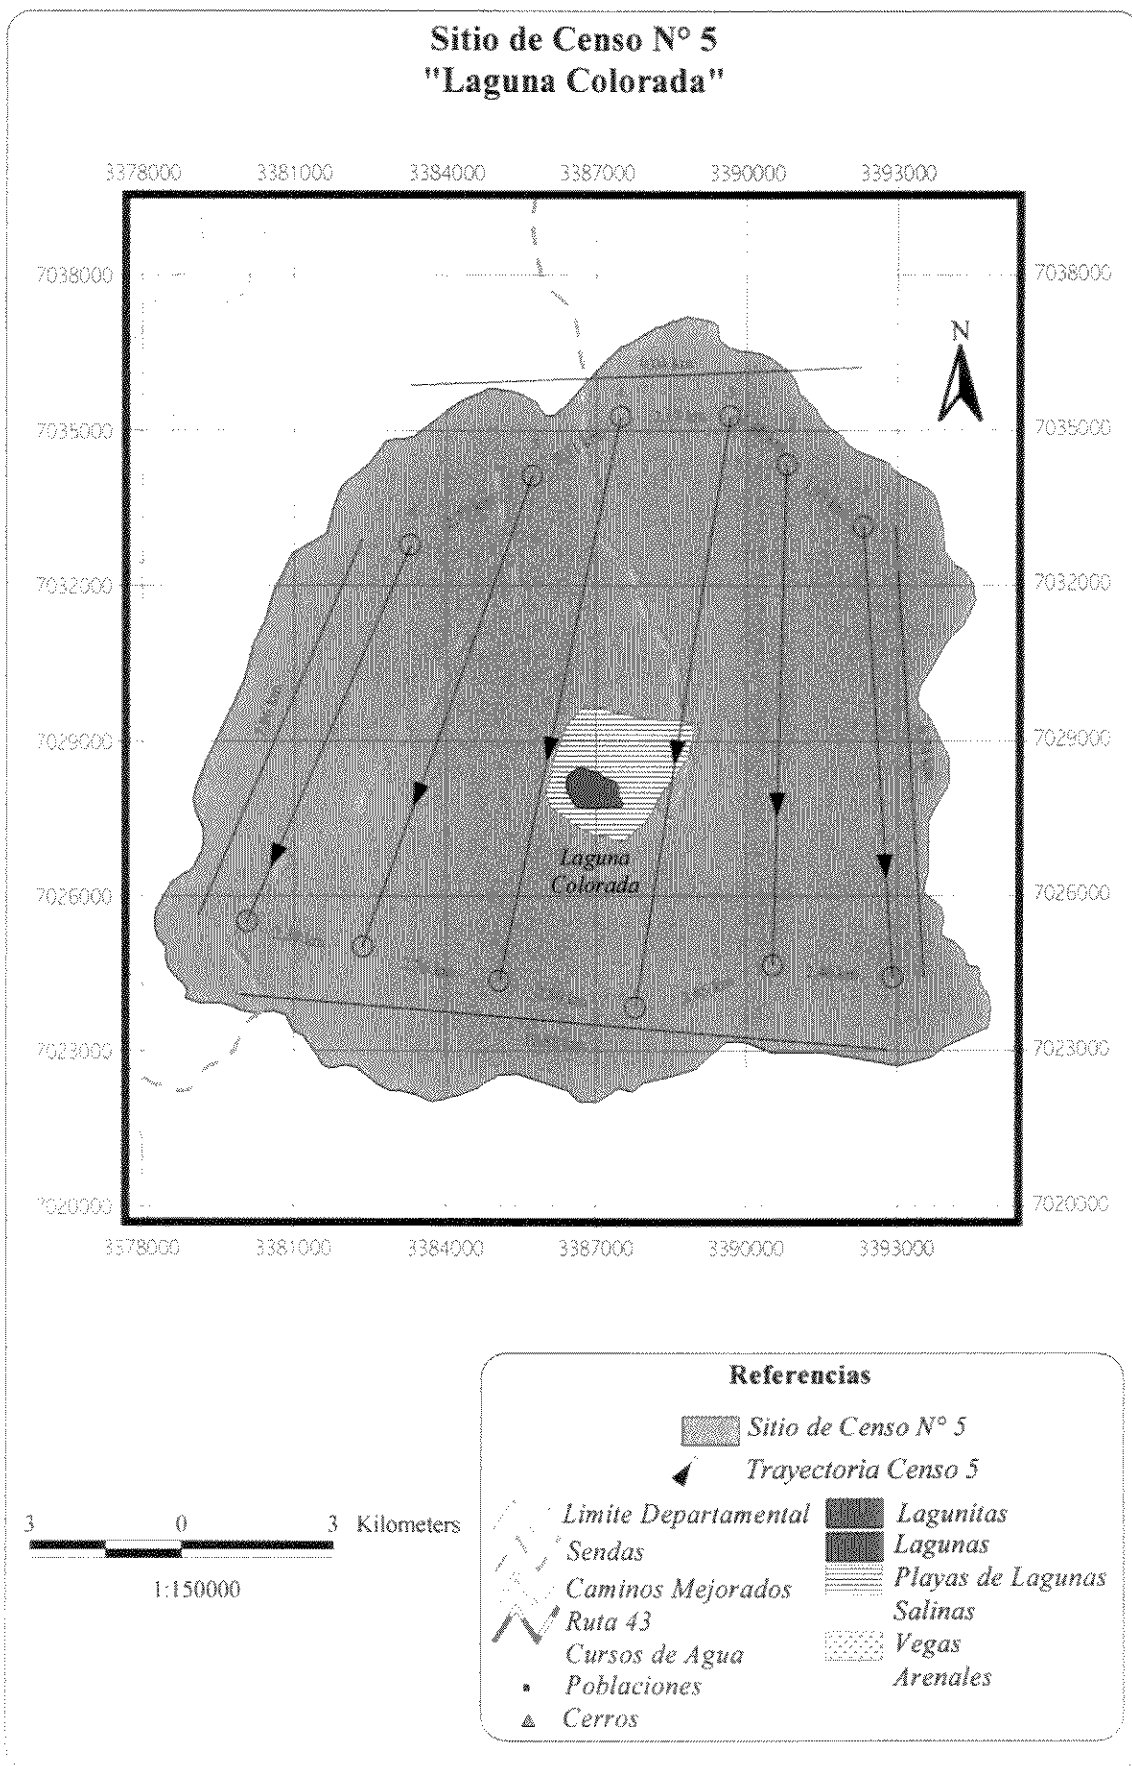 Sitio de Censo N° 5
"Laguna Colorada"
3378000 3381000 3384000 3387000 3390000 3393000
7038000 7038000
N
7035000 7035000
7032000 7032000
7029000 7029000
Laguna
Colorada
7026000 7026000
7023000 7023000
7020000 7020000
3378000 3381000 3384000 3387000 3390000 3393000
Referencias
Sitio de Censo N° 5
Trayectoria Censo 5
Limite Departamental
Sendas
Caminos Mejorados
Ruta 43
Cursos de Agua
Poblaciones
Cerros
Lagunitas
Lagunas
Playas de Lagunas
Salinas
Vegas
Arenales
3 0 3 Kilometers
1:150000